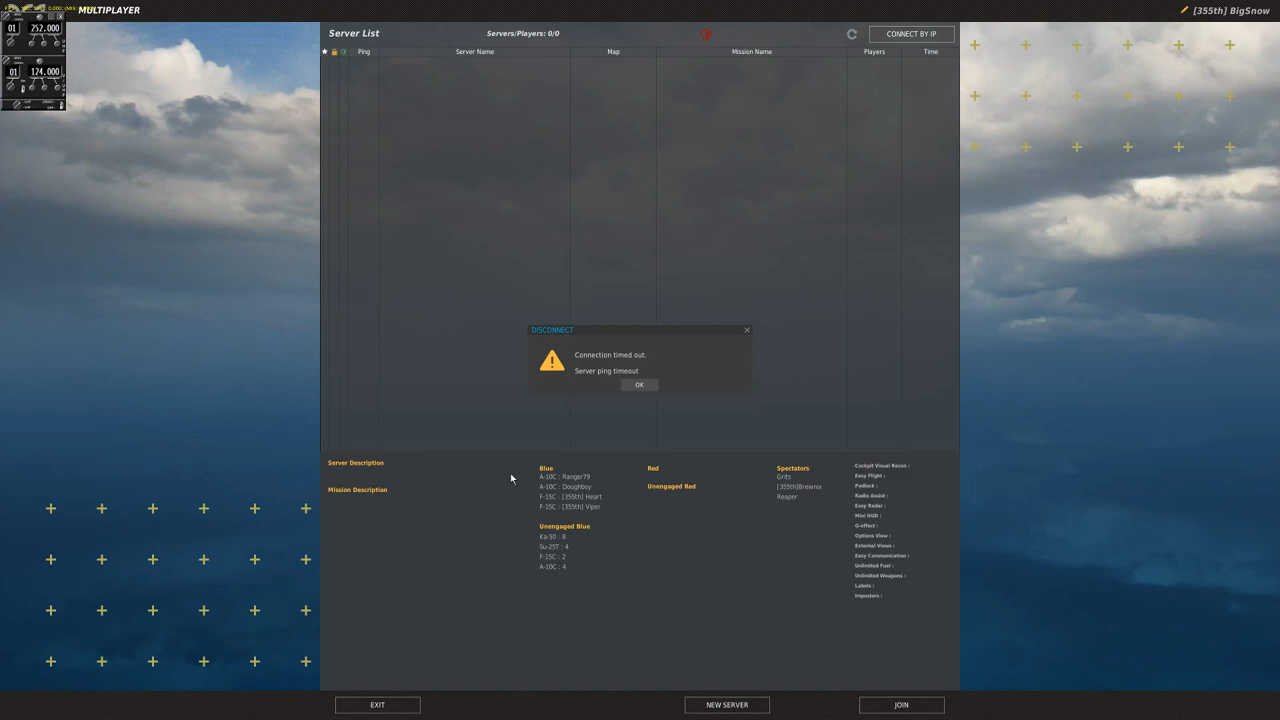 MULTIPLAYER
[355th] BigSnow
01 252.000
01 124.000
Server List
Servers/Players: 0/0
CONNECT BY IP
Ping Server Name Map Mission Name Players Time
DISCONNECT
Connection timed out.
Server ping timeout
OK
Server Description
Mission Description
Blue
A-10C : Ranger79
A-10C : Doughboy
F-15C : [355th] Heart
F-15C : [355th] Viper
Unengaged Blue
Ka-50 : 8
Su-25T : 4
F-15C : 2
A-10C : 4
Red
Unengaged Red
Spectators
Grits
[355th]Brewnix
Reaper
Cockpit Visual Recon :
Easy Flight :
Padlock :
Radio Assist :
Easy Radar :
Mini HUD :
G-effect :
Options View :
External Views :
Easy Communication :
Unlimited Fuel :
Unlimited Weapons :
Labels :
Impostors :
EXIT
NEW SERVER
JOIN